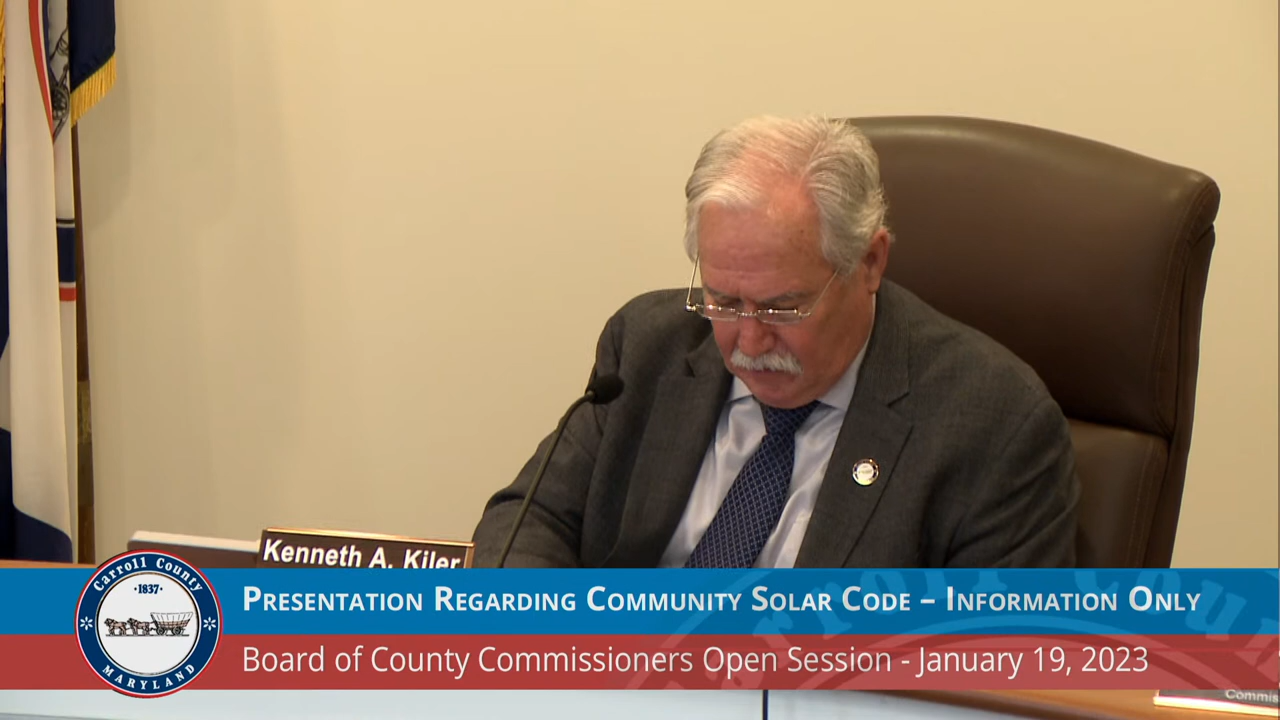 Kenneth A. Kiler
Carroll County
·1837·
MARYLAND
Presentation Regarding Community Solar Code – Information Only
Board of County Commissioners Open Session - January 19, 2023